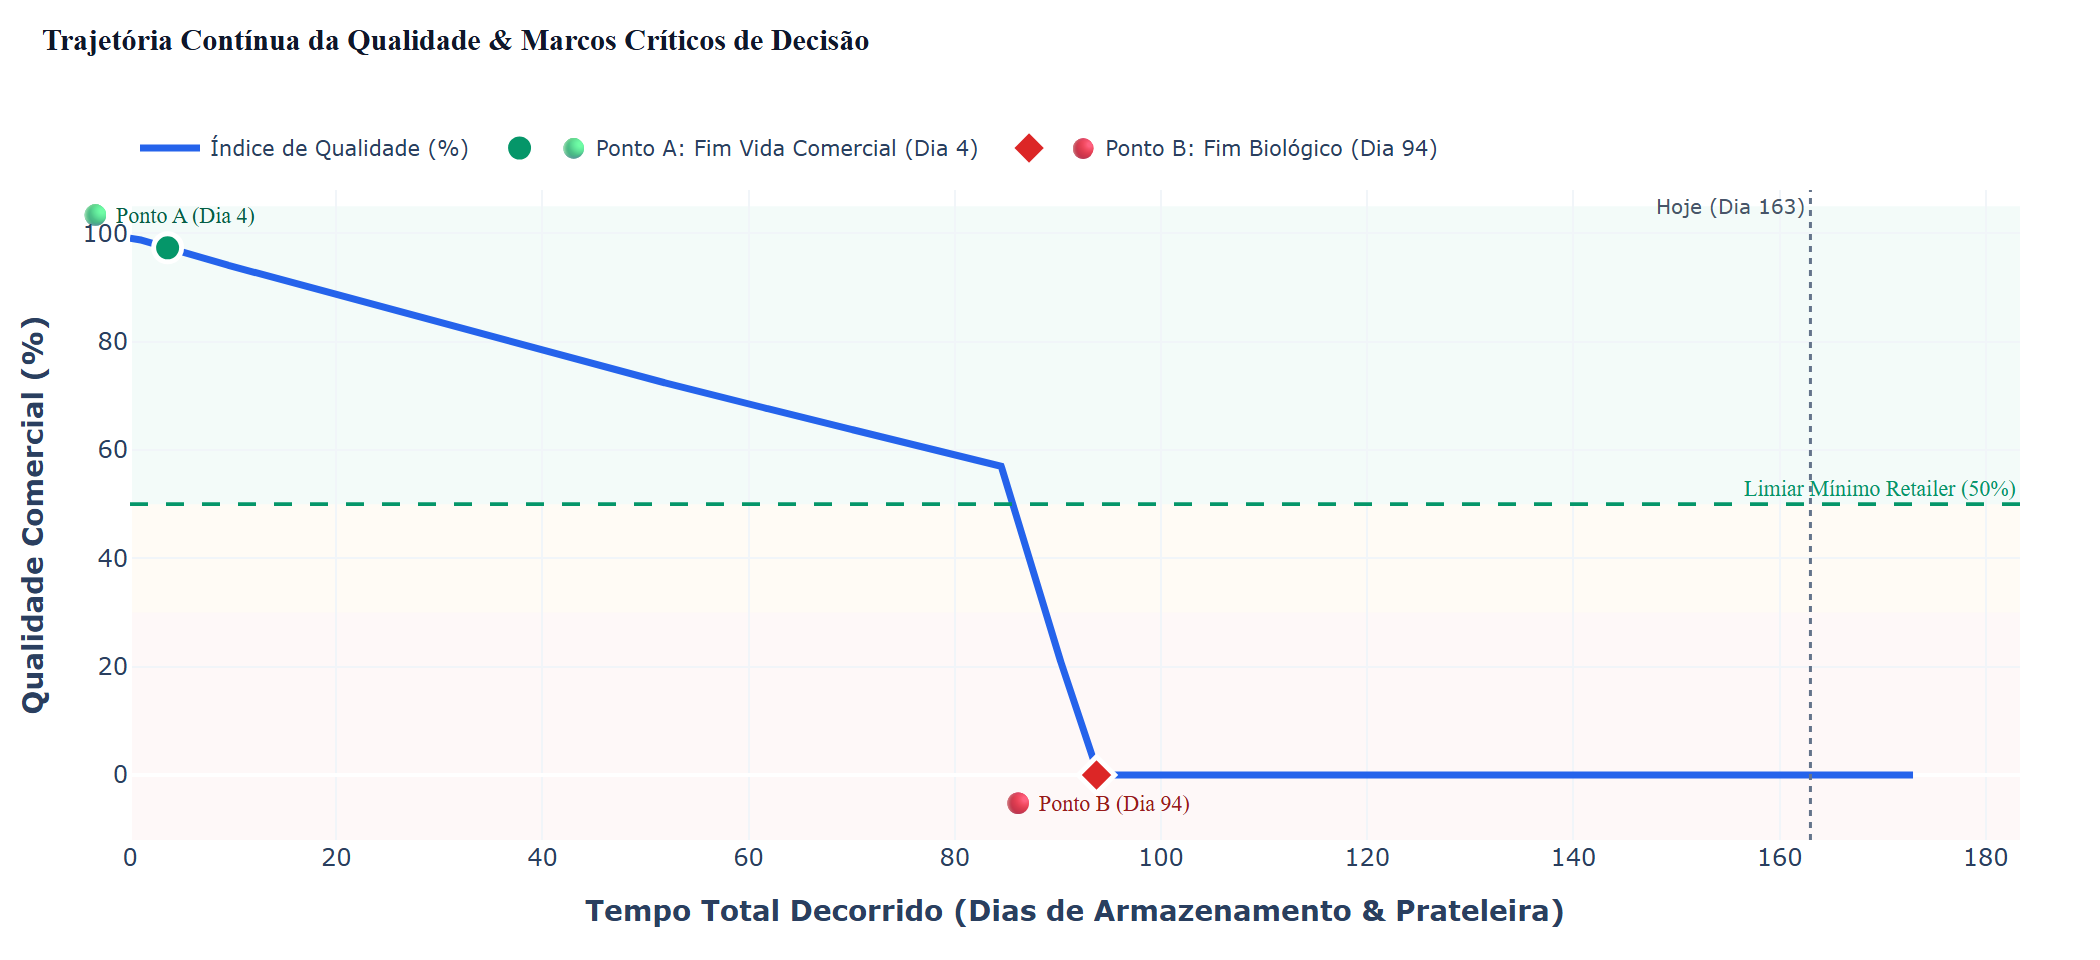 Trajetória Contínua da Qualidade & Marcos Críticos de Decisão
Índice de Qualidade (%)
Ponto A: Fim Vida Comercial (Dia 4)
Ponto B: Fim Biológico (Dia 94)
Hoje (Dia 163)
Ponto A (Dia 4)
100
80
60
Limiar Mínimo Retailer (50%)
40
20
0
Ponto B (Dia 94)
Qualidade Comercial (%)
0 20 40 60 80 100 120 140 160 180
Tempo Total Decorrido (Dias de Armazenamento & Prateleira)